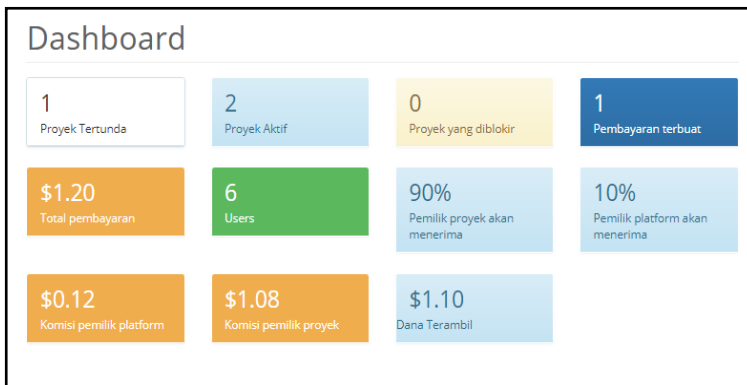 Dashboard
1
Proyek Tertunda
2
Proyek Aktif
0
Proyek yang diblokir
1
Pembayaran terbuat
$1.20
Total pembayaran
6
Users
90%
Pemilik proyek akan
menerima
10%
Pemilik platform akan
menerima
$0.12
Komisi pemilik platform
$1.08
Komisi pemilik proyek
$1.10
Dana Terambil